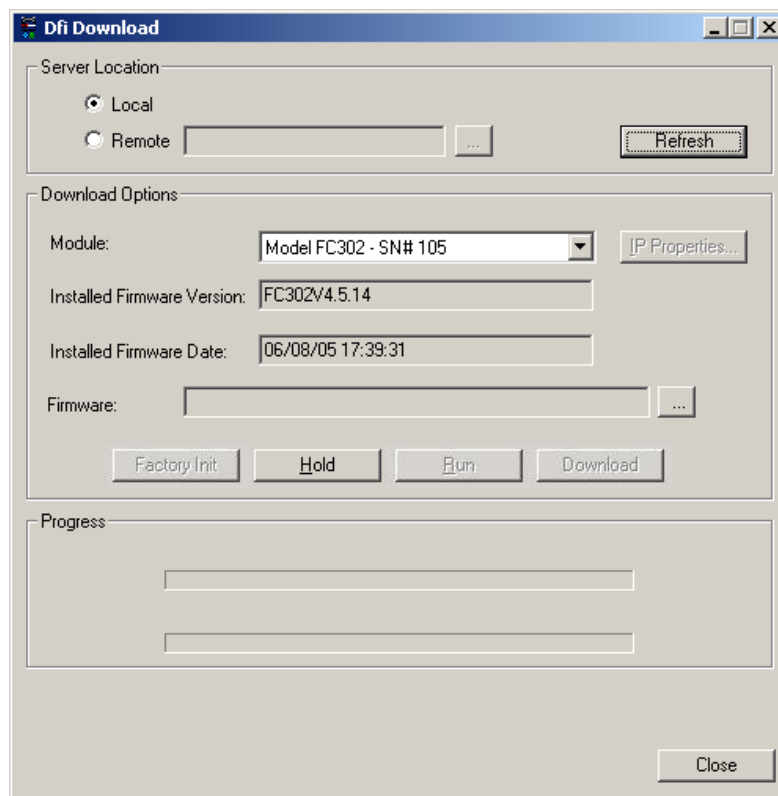 Dfi Download
Server Location
Local
Remote ... Refresh
Download Options
Module: Model FC302 - SN# 105 IP Properties...
Installed Firmware Version: FC302V4.5.14
Installed Firmware Date: 06/08/05 17:39:31
Firmware: ...
Factory Init Hold Run Download
Progress
Close